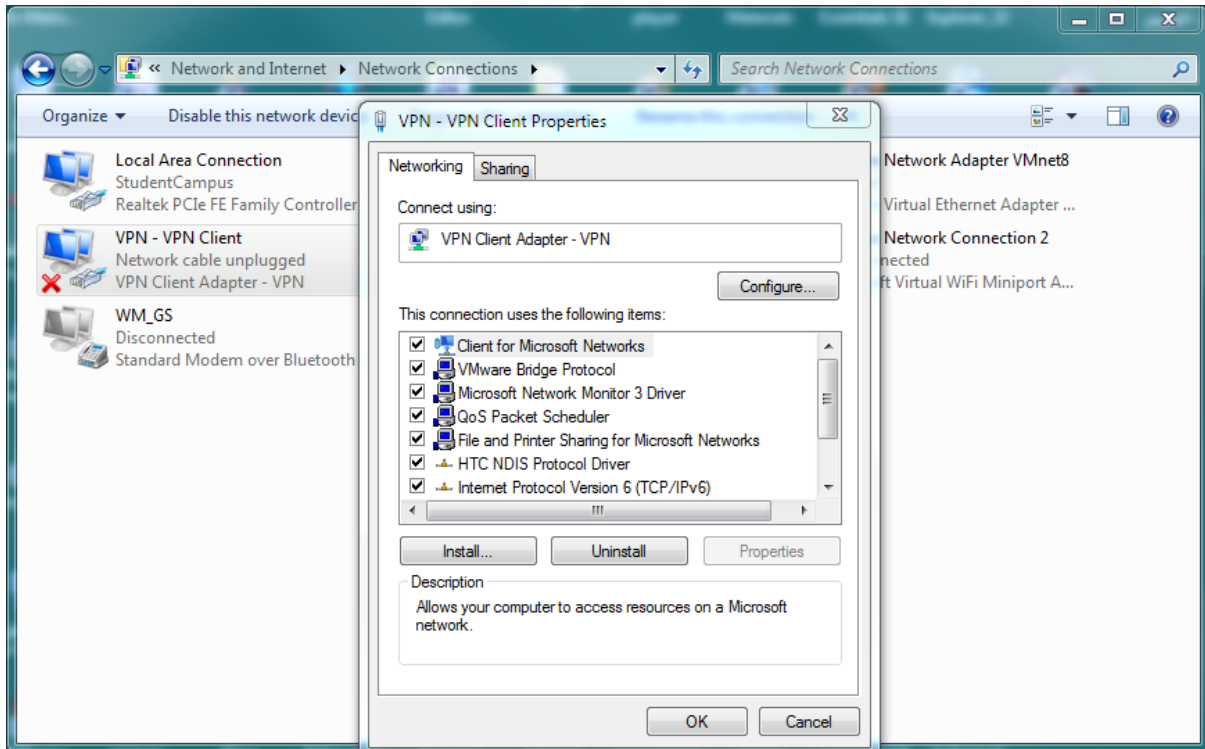 « Network and Internet Network Connections
Search Network Connections
Organize
Disable this network devic
Local Area Connection
StudentCampus
Realtek PCIe FE Family Controller
VPN - VPN Client
Network cable unplugged
VPN Client Adapter - VPN
WM_GS
Disconnected
Standard Modem over Bluetooth
VPN - VPN Client Properties
Networking
Sharing
Connect using:
VPN Client Adapter - VPN
Configure...
This connection uses the following items:
Client for Microsoft Networks
VMware Bridge Protocol
Microsoft Network Monitor 3 Driver
QoS Packet Scheduler
File and Printer Sharing for Microsoft Networks
HTC NDIS Protocol Driver
Internet Protocol Version 6 (TCP/IPv6)
Install...
Uninstall
Properties
Description
Allows your computer to access resources on a Microsoft
network.
OK
Cancel
Network Adapter VMnet8
Virtual Ethernet Adapter ...
Network Connection 2
nected
ft Virtual WiFi Miniport A...